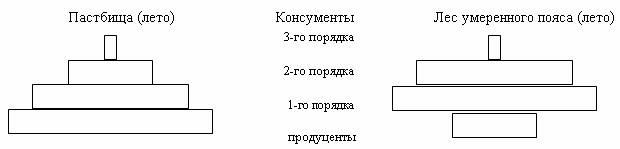 Пастбища (лето) Консументы Лес умеренного пояса (лето)
3-го порядка
2-го порядка
1-го порядка
продуценты